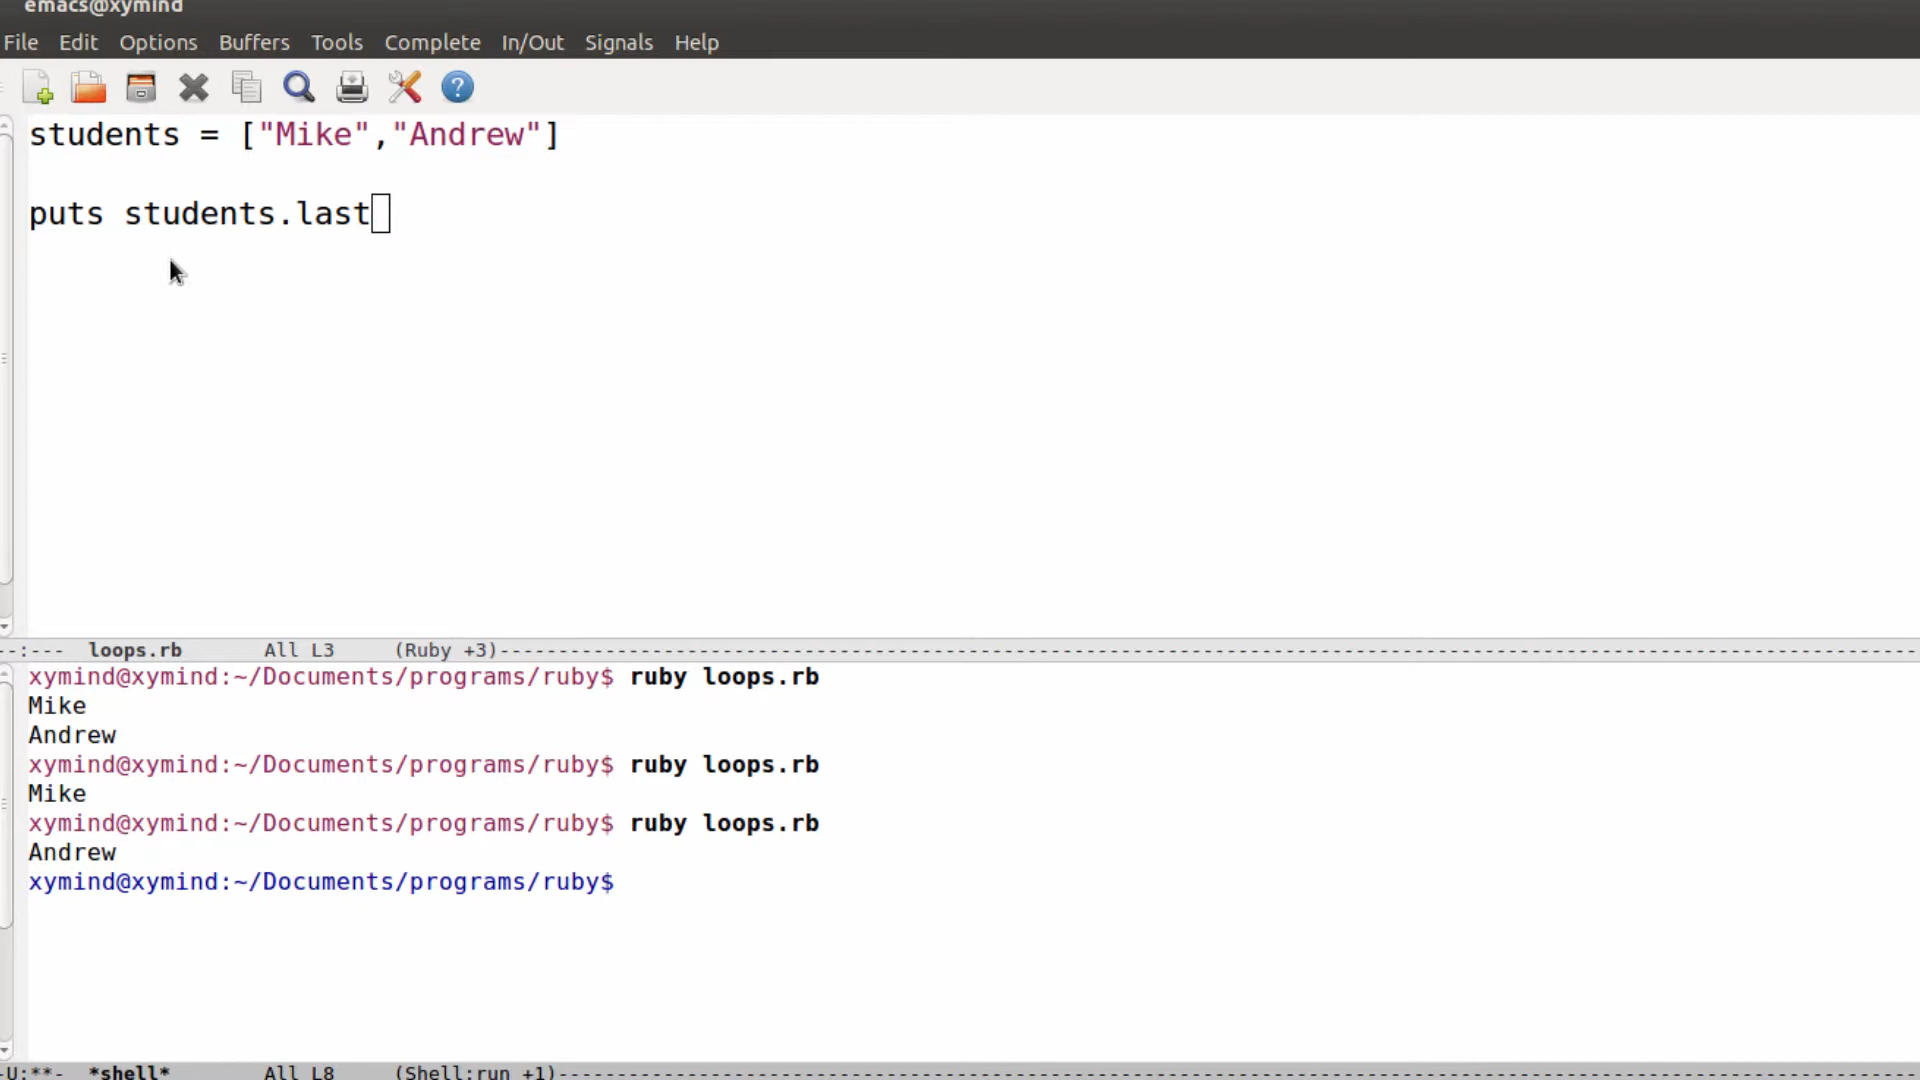 emacs@xymind
File Edit Options Buffers Tools Complete In/Out Signals Help
students = ["Mike","Andrew"]
puts students.last
--:--- loops.rb All L3 (Ruby +3)
xymind@xymind:~/Documents/programs/ruby$ ruby loops.rb
Mike
Andrew
xymind@xymind:~/Documents/programs/ruby$ ruby loops.rb
Mike
xymind@xymind:~/Documents/programs/ruby$ ruby loops.rb
Andrew
xymind@xymind:~/Documents/programs/ruby$
-U:**- *shell* All L8 (Shell:run +1)